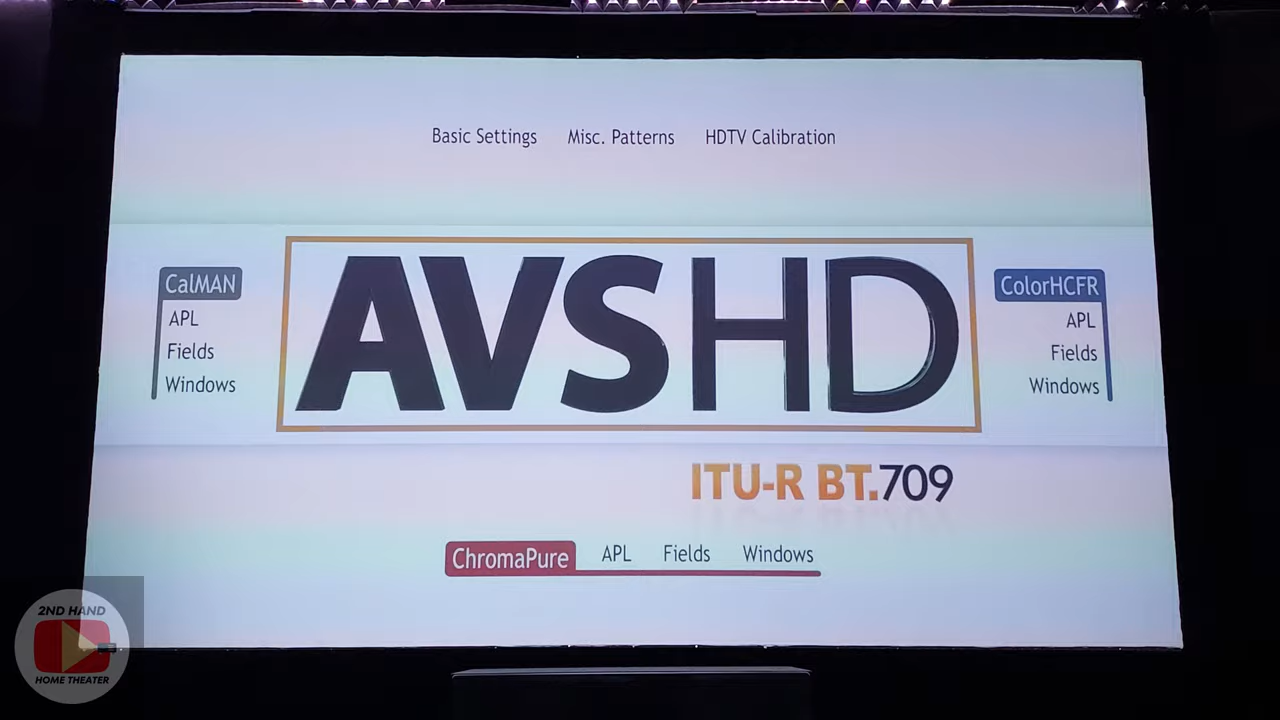 Basic Settings Misc. Patterns HDTV Calibration
CalMAN
APL
Fields
Windows
AVSHD
ColorHCFR
APL
Fields
Windows
ITU-R BT.709
ChromaPure APL Fields Windows
2ND HAND
HOME THEATER